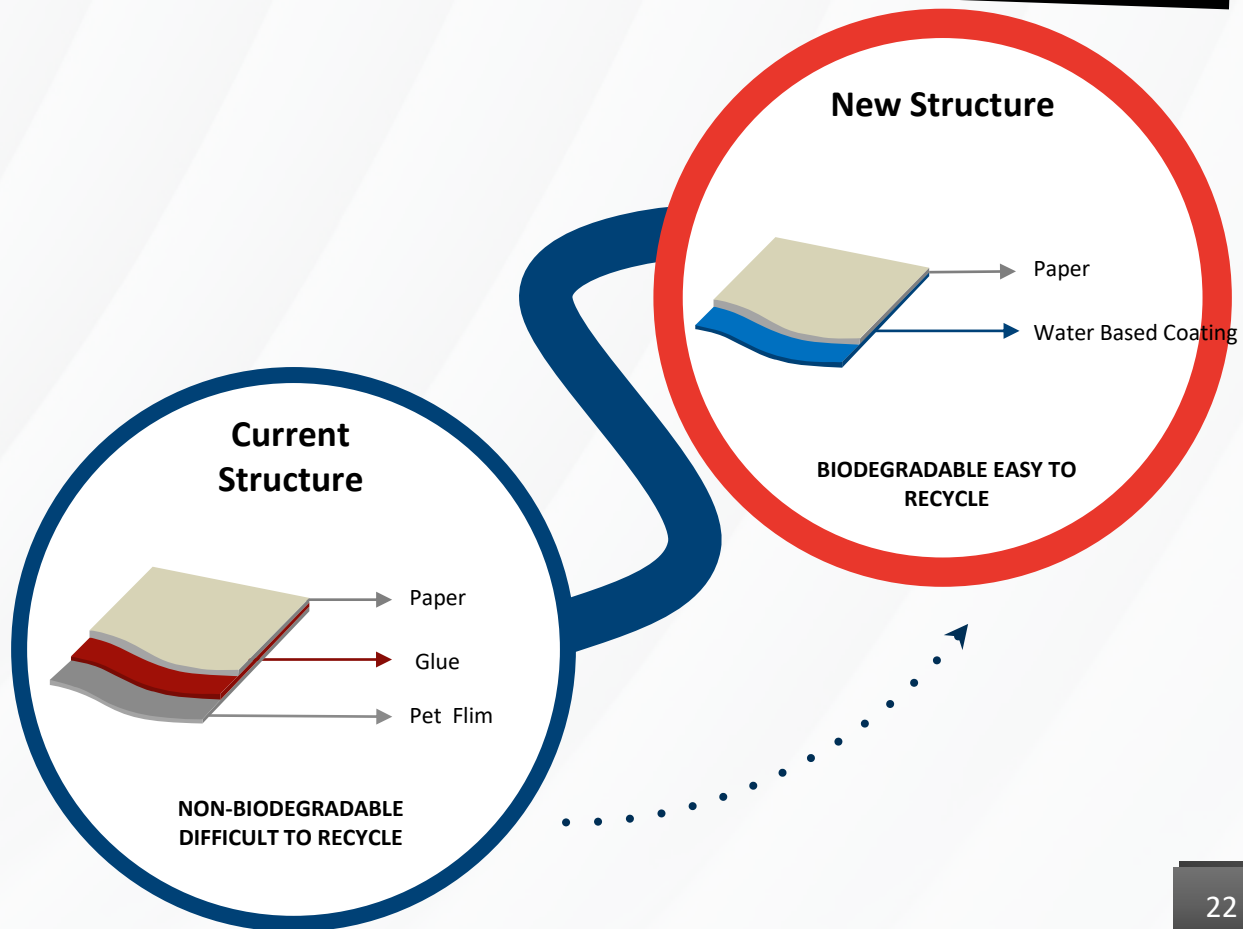 New Structure
Paper
Water Based Coating
BIODEGRADABLE EASY TO
RECYCLE
Current
Structure
Paper
Glue
Pet Flim
NON-BIODEGRADABLE
DIFFICULT TO RECYCLE
22